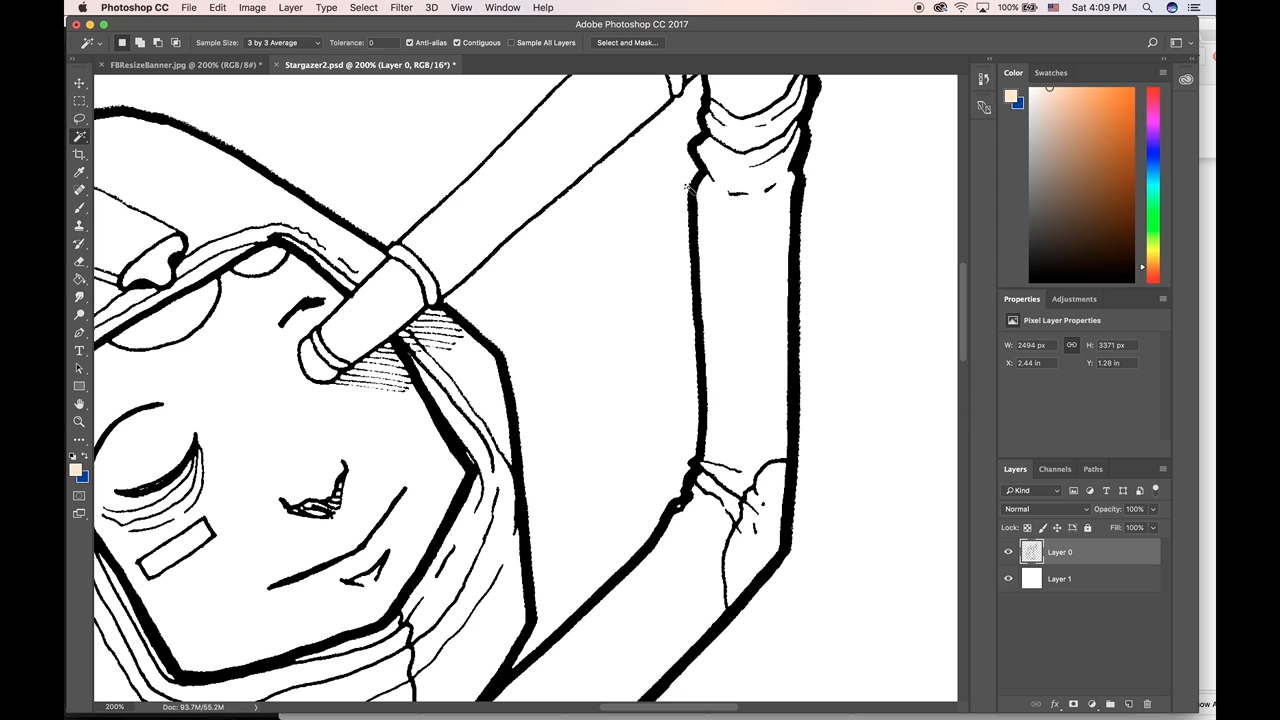 Photoshop CC File Edit Image Layer Type Select Filter 3D View Window Help 100% Sat 4:09 PM
Adobe Photoshop CC 2017
Sample Size: 3 by 3 Average Tolerance: 0 Anti-alias Contiguous Sample All Layers Select and Mask...
FBResizeBanner.jpg @ 200% (RGB/8#) * Stargazer2.psd @ 200% (Layer 0, RGB/16*) *
Color Swatches
Properties Adjustments
Pixel Layer Properties
W: 2494 px H: 3371 px
X: 2.44 in Y: 1.28 in
Layers Channels Paths
Kind
Normal Opacity: 100%
Lock: Fill: 100%
Layer 0
Layer 1
200% Doc: 93.7M/55.2M
fx